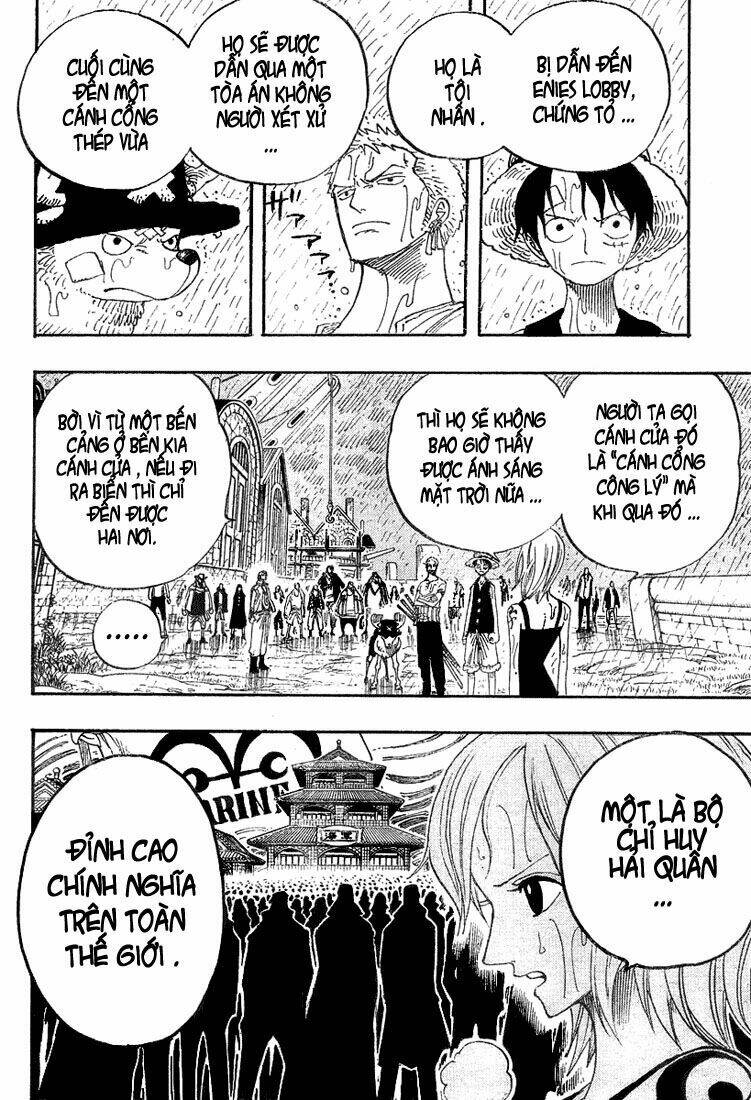 BỊ DẪN ĐẾN
ENIES LOBBY,
CHỨNG TỎ ...
HỌ LÀ
TỘI
NHÂN .
HỌ SẼ ĐƯỢC
DẪN QUA MỘT
TÒA ÁN KHÔNG
NGƯỜI XÉT XỬ
...
CUỐI CÙNG
ĐẾN MỘT
CÁNH CỔNG
THÉP VỪA
NGƯỜI TA GỌI
CÁNH CỬA ĐÓ
LÀ "CÁNH CỔNG
CÔNG LÝ" MÀ
KHI QUA ĐÓ ...
THÌ HỌ SẼ KHÔNG
BAO GIỜ THẤY
ĐƯỢC ÁNH SÁNG
MẶT TRỜI NỮA ...
BỞI VÌ TỪ MỘT BẾN
CẢNG Ở BÊN KIA
CÁNH CỬA , NẾU ĐI
RA BIỂN THÌ CHỈ
ĐẾN ĐƯỢC
HAI NƠI.
.....
MỘT LÀ BỘ
CHỈ HUY
HẢI QUÂN
...
ARINE
軍海
ĐỈNH CAO
CHÍNH NGHĨA
TRÊN TOÀN
THẾ GIỚI .